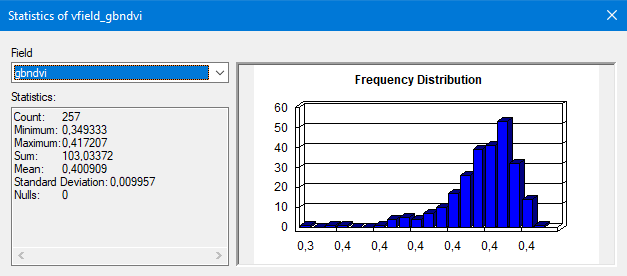 Statistics of vfield_gbndvi
Field
gbndvi
Statistics:
Count: 257
Minimum: 0,349333
Maximum: 0,417207
Sum: 103,03372
Mean: 0,400909
Standard Deviation: 0,009957
Nulls: 0
Frequency Distribution
60
50
40
30
20
10
0
0,3 0,4 0,4 0,4 0,4 0,4 0,4